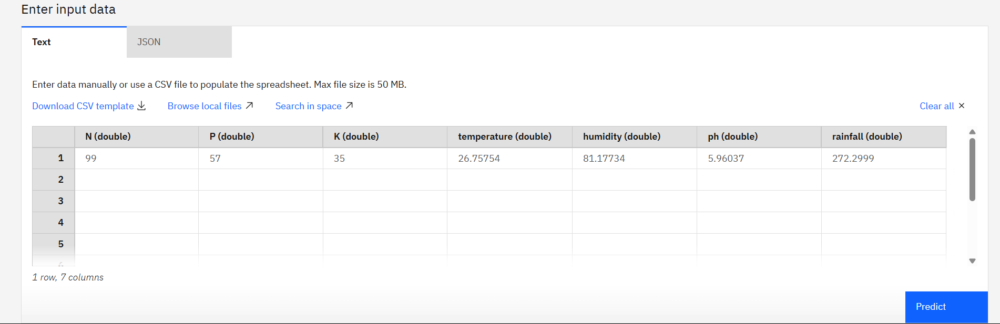 Enter input data
Text JSON
Enter data manually or use a CSV file to populate the spreadsheet. Max file size is 50 MB.
Download CSV template Browse local files Search in space Clear all ×
N (double) P (double) K (double) temperature (double) humidity (double) ph (double) rainfall (double)
1 99 57 35 26.75754 81.17734 5.96037 272.2999
2
3
4
5
1 row, 7 columns
Predict